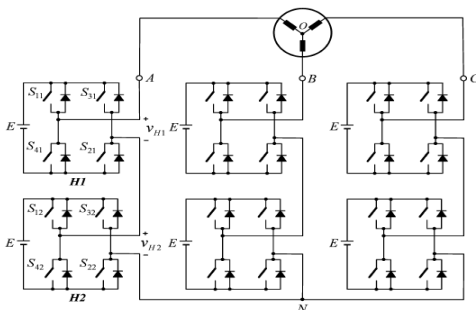 O
A B C
S11 S31
E + vH1 − E E
S41 S21
H1
S12 S32
E + vH2 − E E
S42 S22
H2
N